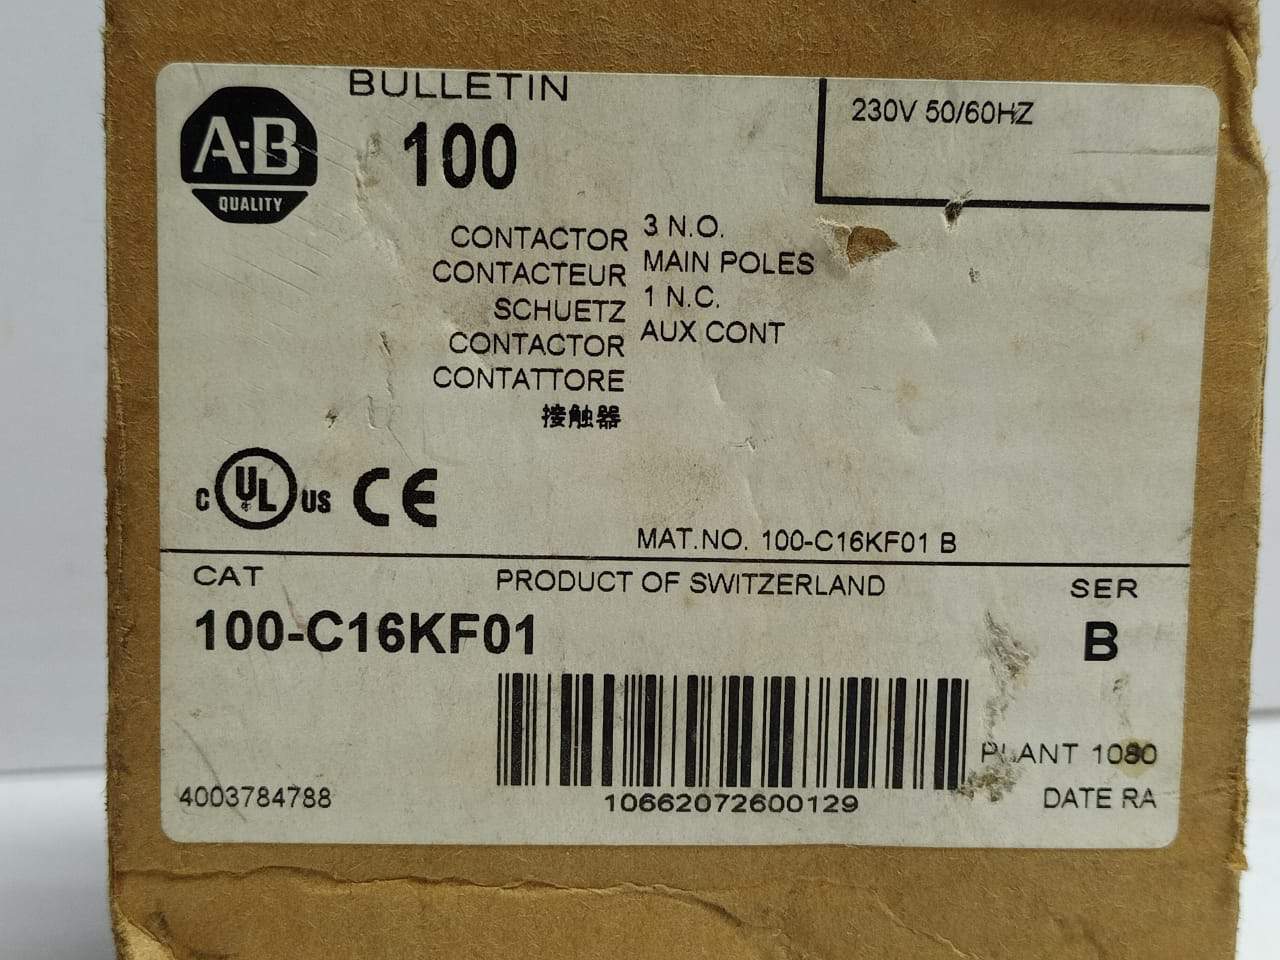 BULLETIN
100
A-B
QUALITY
230V 50/60HZ
CONTACTOR
CONTACTEUR
SCHUETZ
CONTACTOR
CONTATTORE
接触器
3 N.O.
MAIN POLES
1 N.C.
AUX CONT
C UL US CE
MAT.NO. 100-C16KF01 B
CAT
PRODUCT OF SWITZERLAND
SER
100-C16KF01
B
PLANT 1080
4003784788
10662072600129
DATE RA